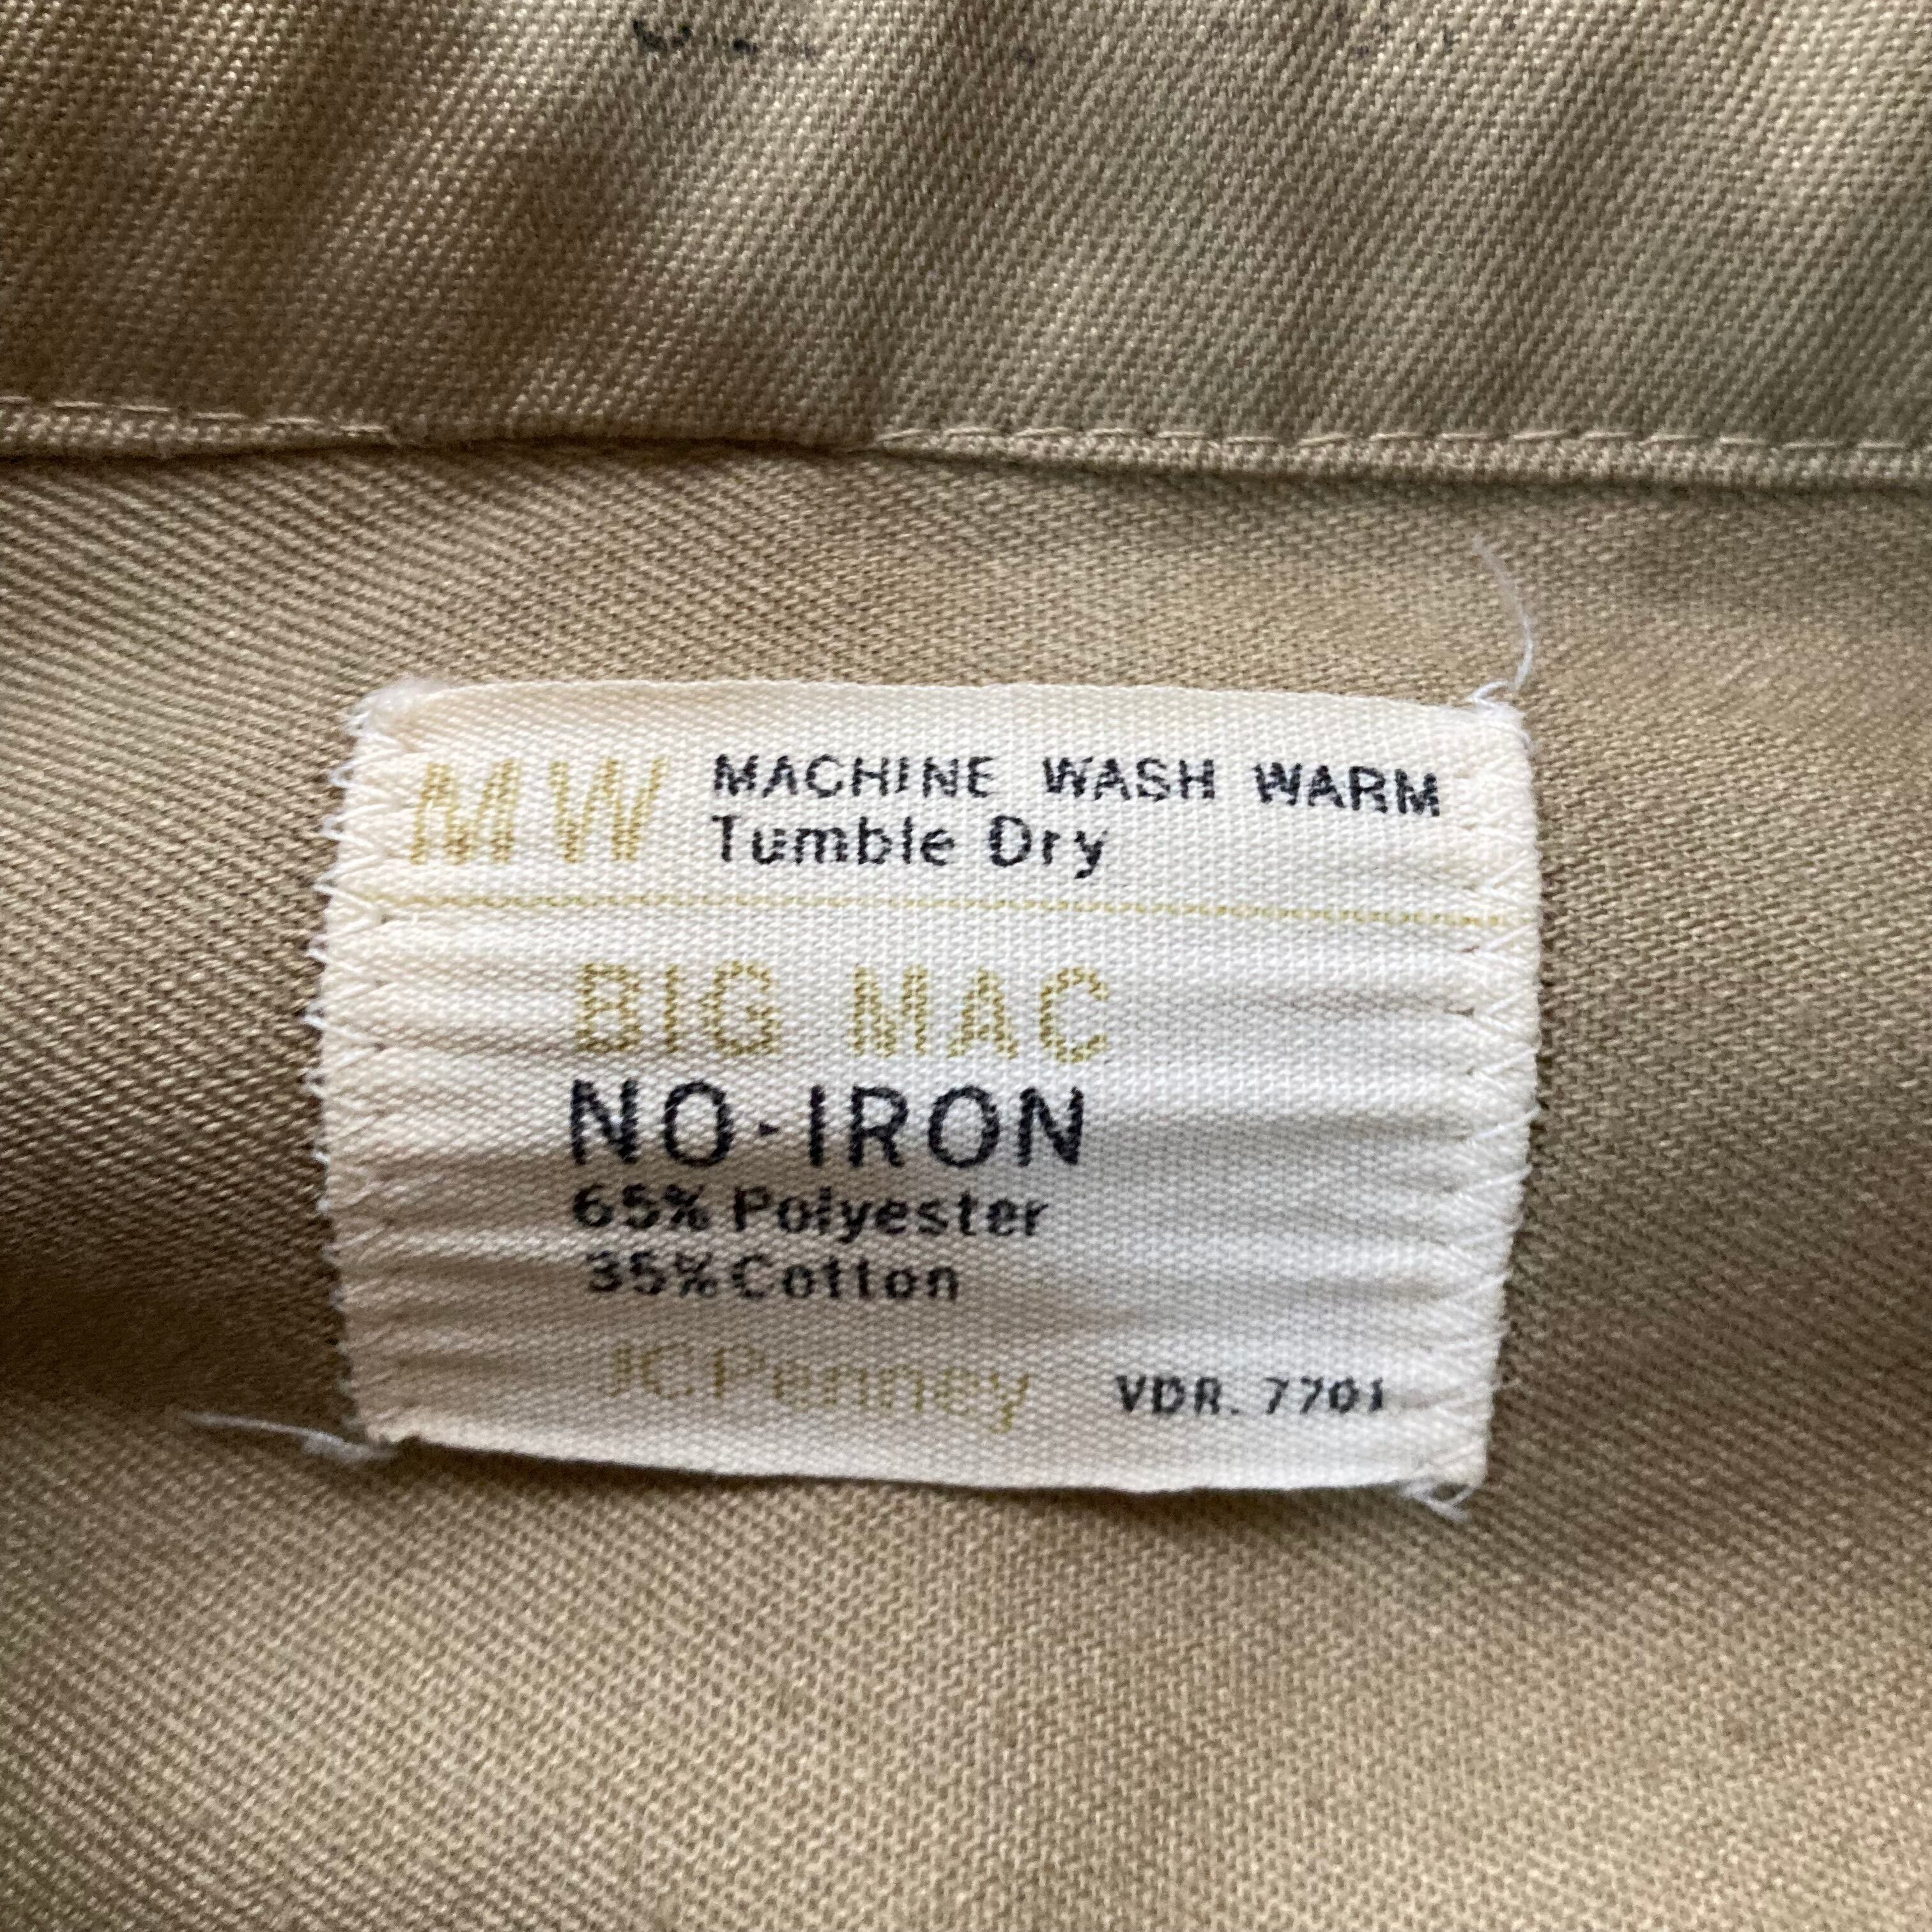 MW MACHINE WASH WARM
Tumble Dry
BIG MAC
NO-IRON
65% Polyester
35% Cotton
JCPenney VDR. 7701